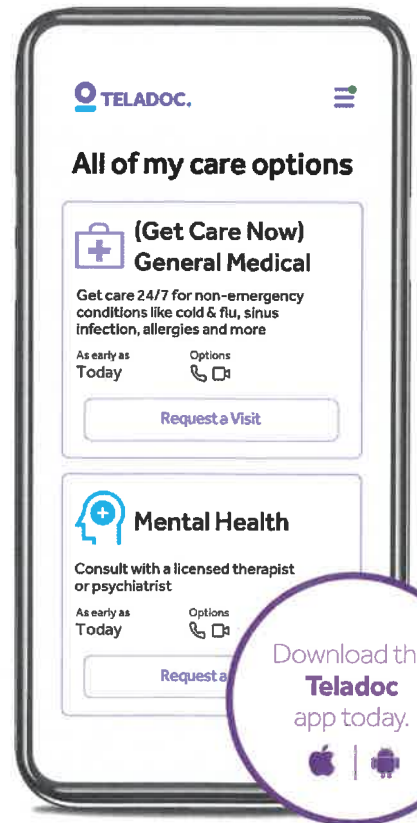 TELADOC.
All of my care options
(Get Care Now)
General Medical
Get care 24/7 for non-emergency
conditions like cold & flu, sinus
infection, allergies and more
As early as
Options
Today
Request a Visit
Mental Health
Consult with a licensed therapist
or psychiatrist
As early as
Options
Today
Request a
Download th
Teladoc
app today.